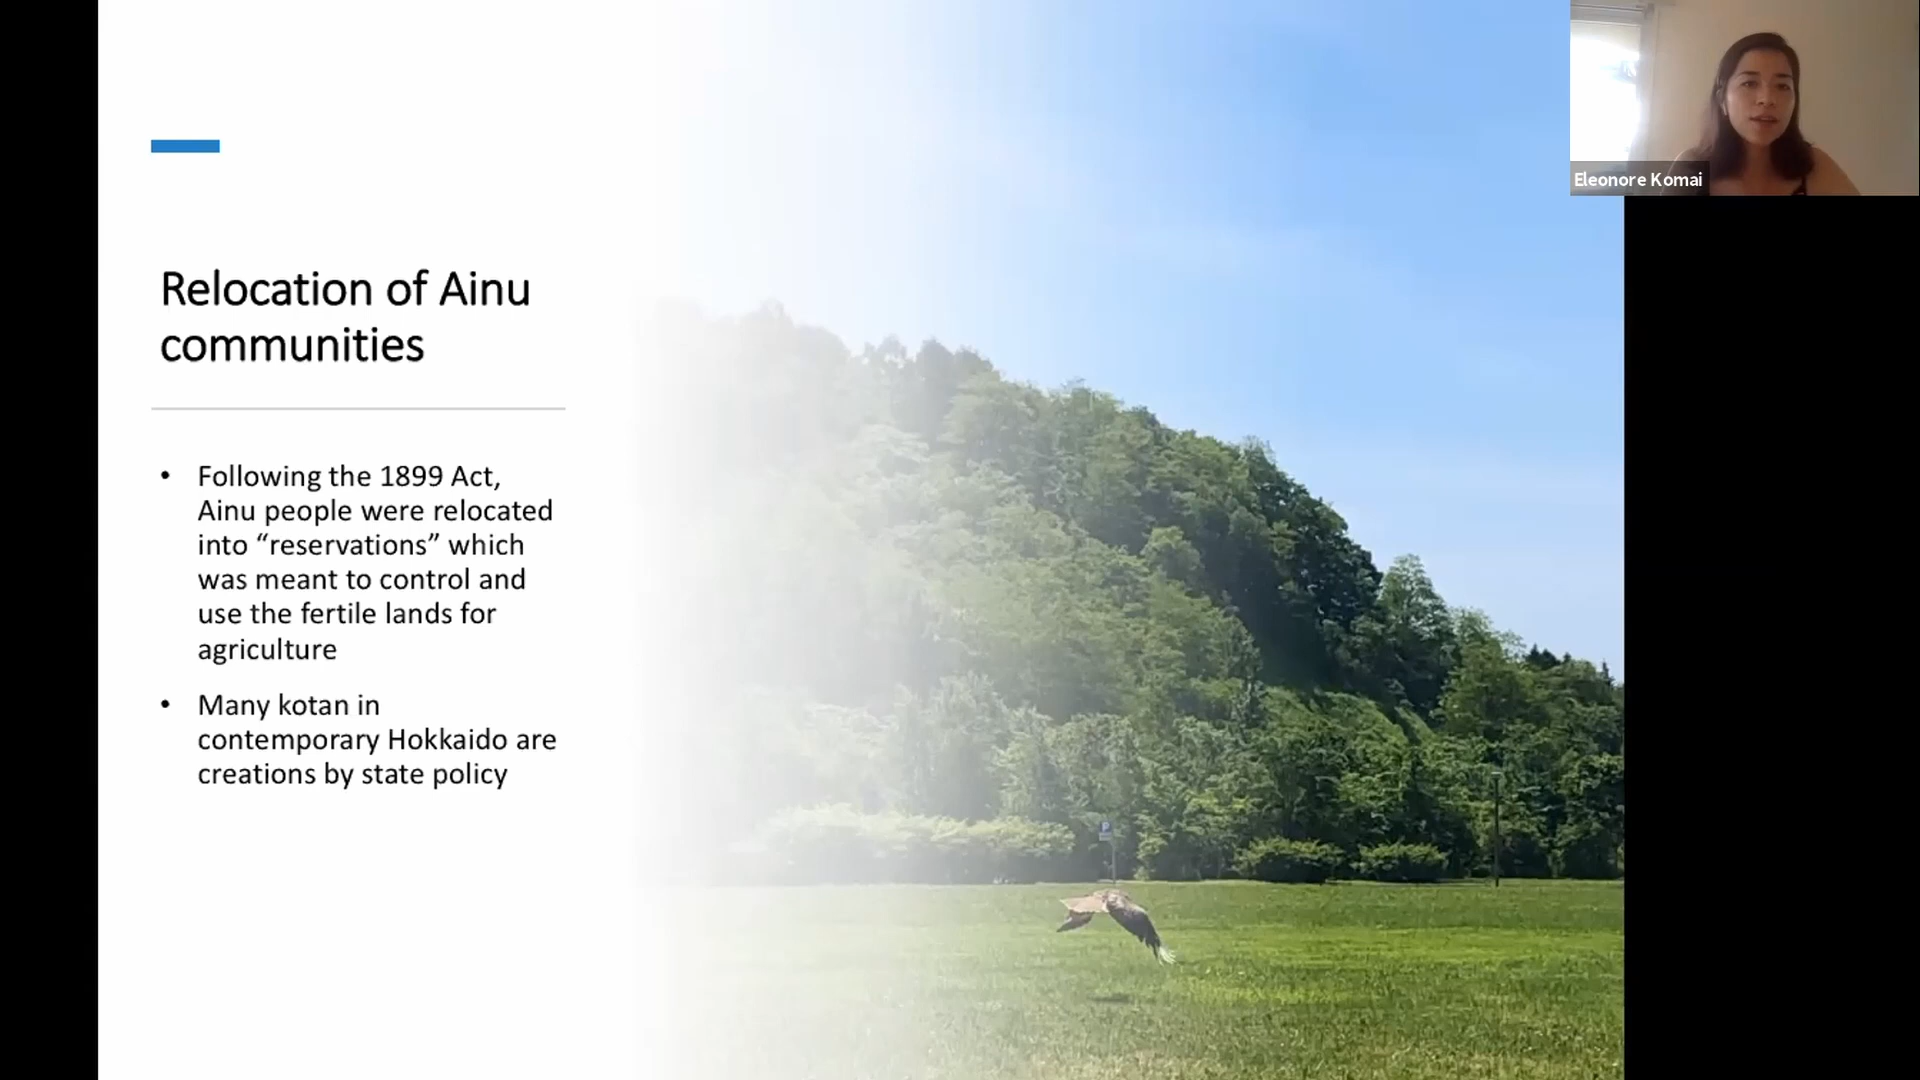 Eleonore Komai
Relocation of Ainu
communities
• Following the 1899 Act,
Ainu people were relocated
into “reservations” which
was meant to control and
use the fertile lands for
agriculture
• Many kotan in
contemporary Hokkaido are
creations by state policy
P